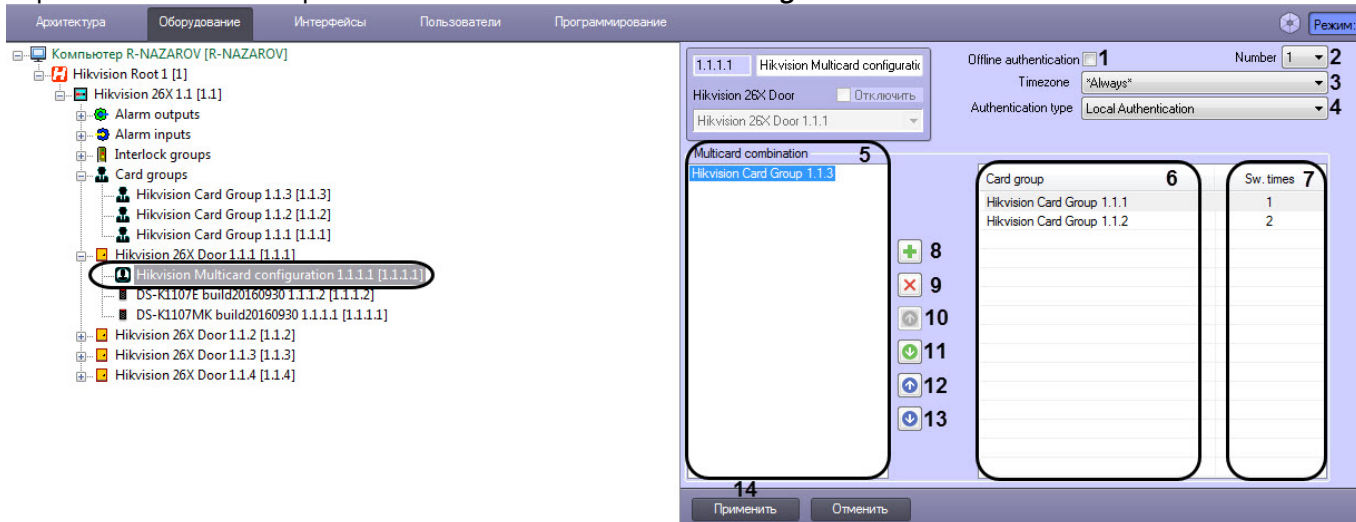 Архитектура Оборудование Интерфейсы Пользователи Программирование Режим:
Компьютер R-NAZAROV [R-NAZAROV]
Hikvision Root 1 [1]
Hikvision 26X 1.1 [1.1]
Alarm outputs
Alarm inputs
Interlock groups
Card groups
Hikvision Card Group 1.1.3 [1.1.3]
Hikvision Card Group 1.1.2 [1.1.2]
Hikvision Card Group 1.1.1 [1.1.1]
Hikvision 26X Door 1.1.1 [1.1.1]
Hikvision Multicard configuration 1.1.1.1 [1.1.1.1]
DS-K1107E build20160930 1.1.1.2 [1.1.1.2]
DS-K1107MK build20160930 1.1.1.1 [1.1.1.1]
Hikvision 26X Door 1.1.2 [1.1.2]
Hikvision 26X Door 1.1.3 [1.1.3]
Hikvision 26X Door 1.1.4 [1.1.4]
1.1.1.1 Hikvision Multicard configuratic
Hikvision 26X Door Отключить
Hikvision 26X Door 1.1.1
Offline authentication 1 Number 1 2
Timezone *Always* 3
Authentication type Local Authentication 4
Multicard combination 5
Hikvision Card Group 1.1.3
8
9
10
11
12
13
Card group 6 Sw. times 7
Hikvision Card Group 1.1.1 1
Hikvision Card Group 1.1.2 2
14
Применить Отменить